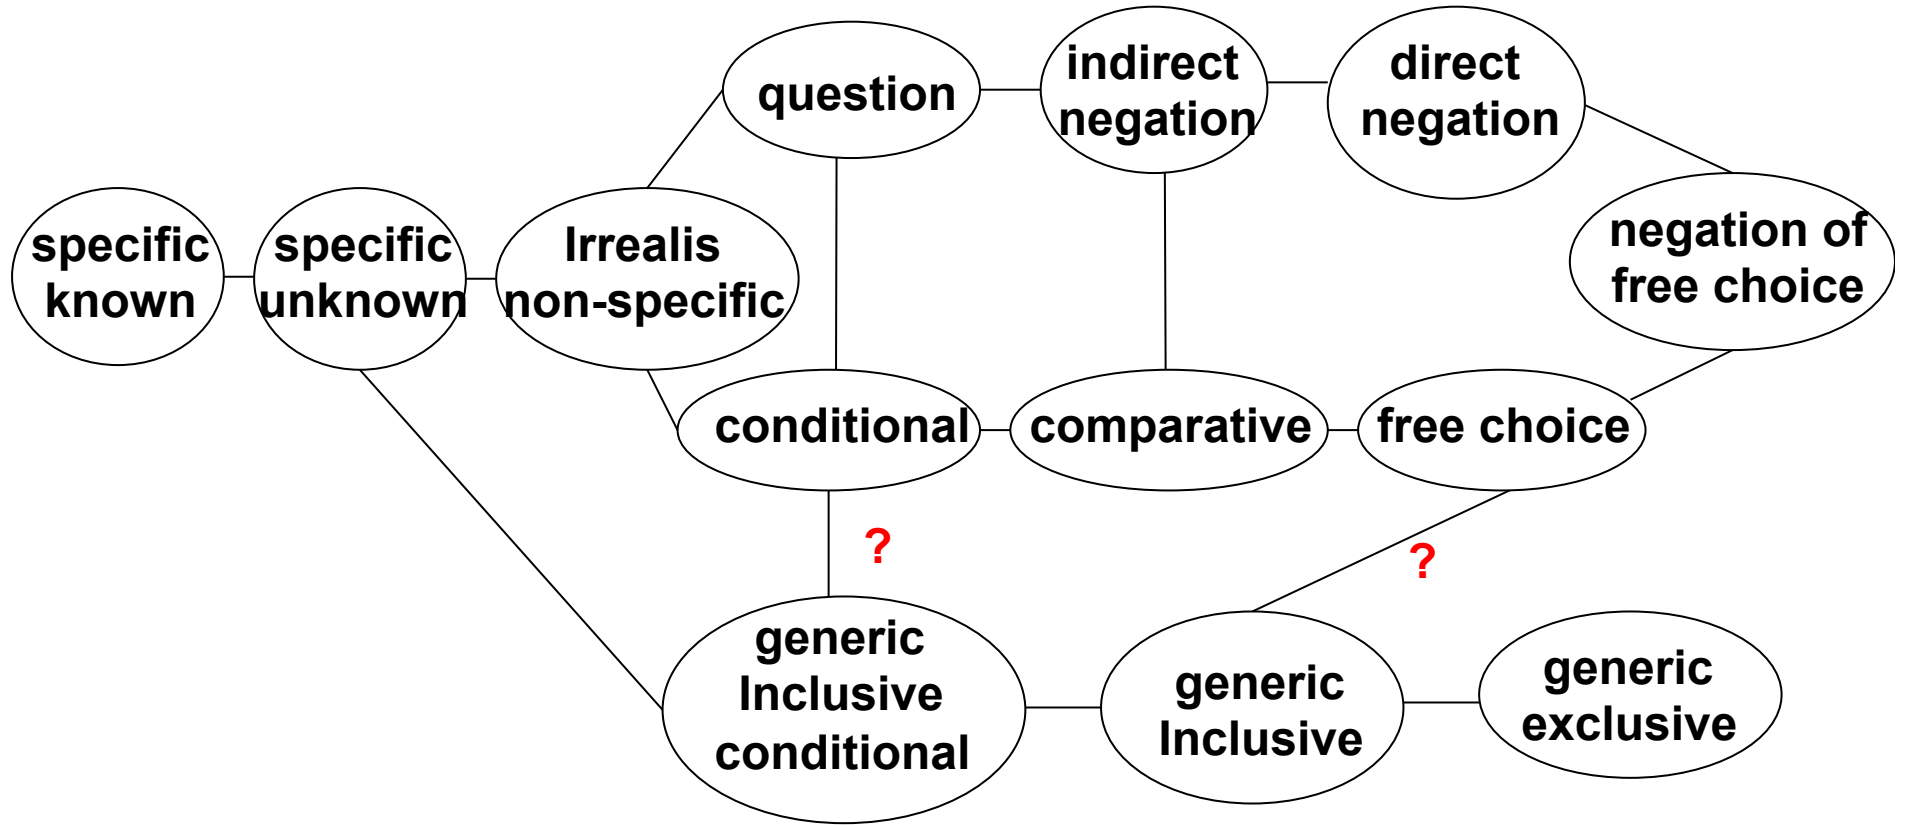 question
indirect
negation
direct
negation
specific
known
specific
unknown
Irrealis
non-specific
negation of
free choice
conditional
comparative
free choice
?
?
generic
Inclusive
conditional
generic
Inclusive
generic
exclusive